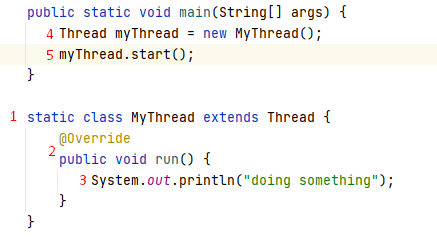 public static void main(String[] args) {
4 Thread myThread = new MyThread();
5 myThread.start();
}
1 static class MyThread extends Thread {
@Override
2 public void run() {
3 System.out.println("doing something");
}
}